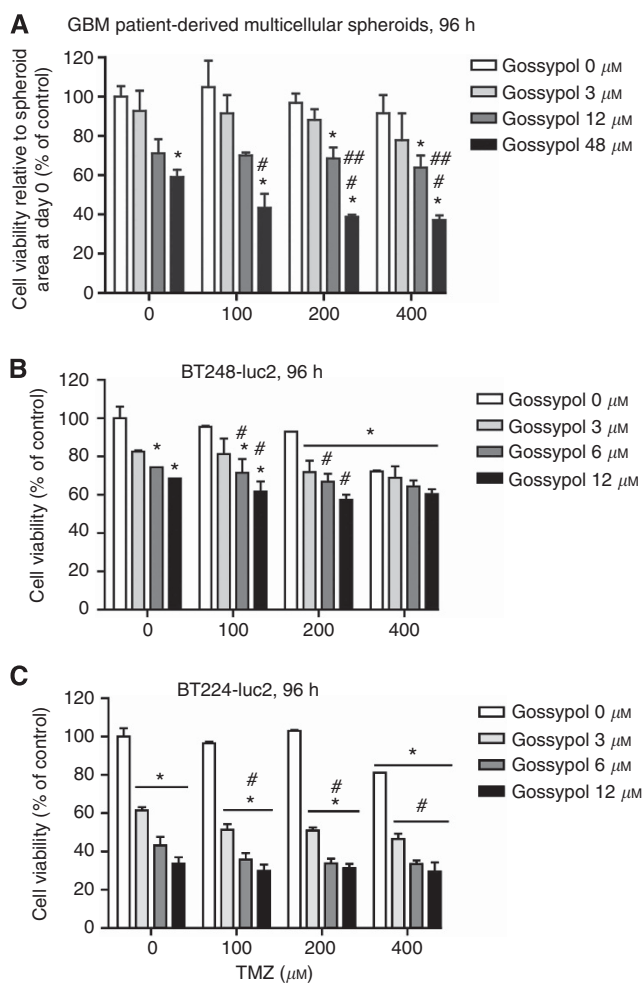 A GBM patient-derived multicellular spheroids, 96 h
Cell viability relative to spheroid
area at day 0 (% of control)
120
100
80
60
40
20
0
* # * * ## # * * ## # *
Gossypol 0 μM
Gossypol 3 μM
Gossypol 12 μM
Gossypol 48 μM
0 100 200 400
B BT248-luc2, 96 h
Cell viability (% of control)
120
100
80
60
40
20
0
* * # * # * * # #
Gossypol 0 μM
Gossypol 3 μM
Gossypol 6 μM
Gossypol 12 μM
0 100 200 400
C BT224-luc2, 96 h
Cell viability (% of control)
120
100
80
60
40
20
0
* # * # * * #
Gossypol 0 μM
Gossypol 3 μM
Gossypol 6 μM
Gossypol 12 μM
0 100 200 400
TMZ (μM)